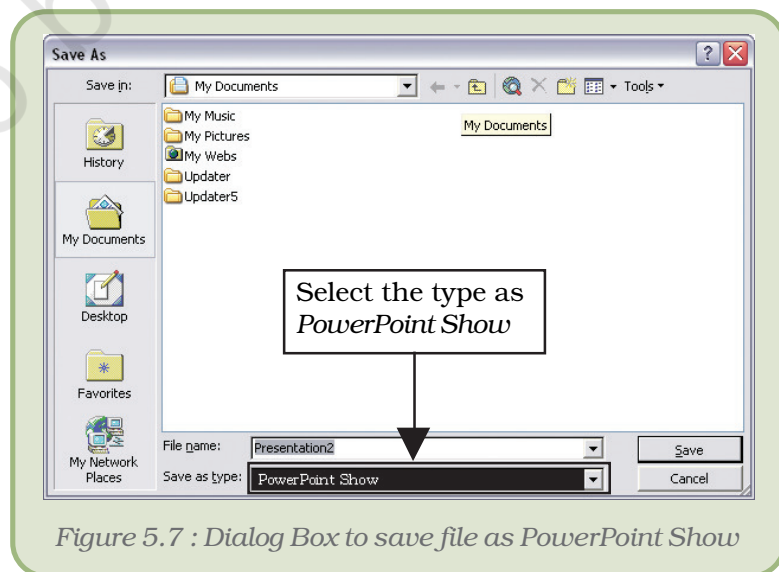 Save As
Save in:
My Documents
Tools
My Music
My Pictures
My Webs
Updater
Updater5
My Documents
History
My Documents
Desktop
Favorites
My Network
Places
Select the type as
PowerPoint Show
File name:
Presentation2
Save
Save as type:
PowerPoint Show
Cancel
Figure 5.7 : Dialog Box to save file as PowerPoint Show